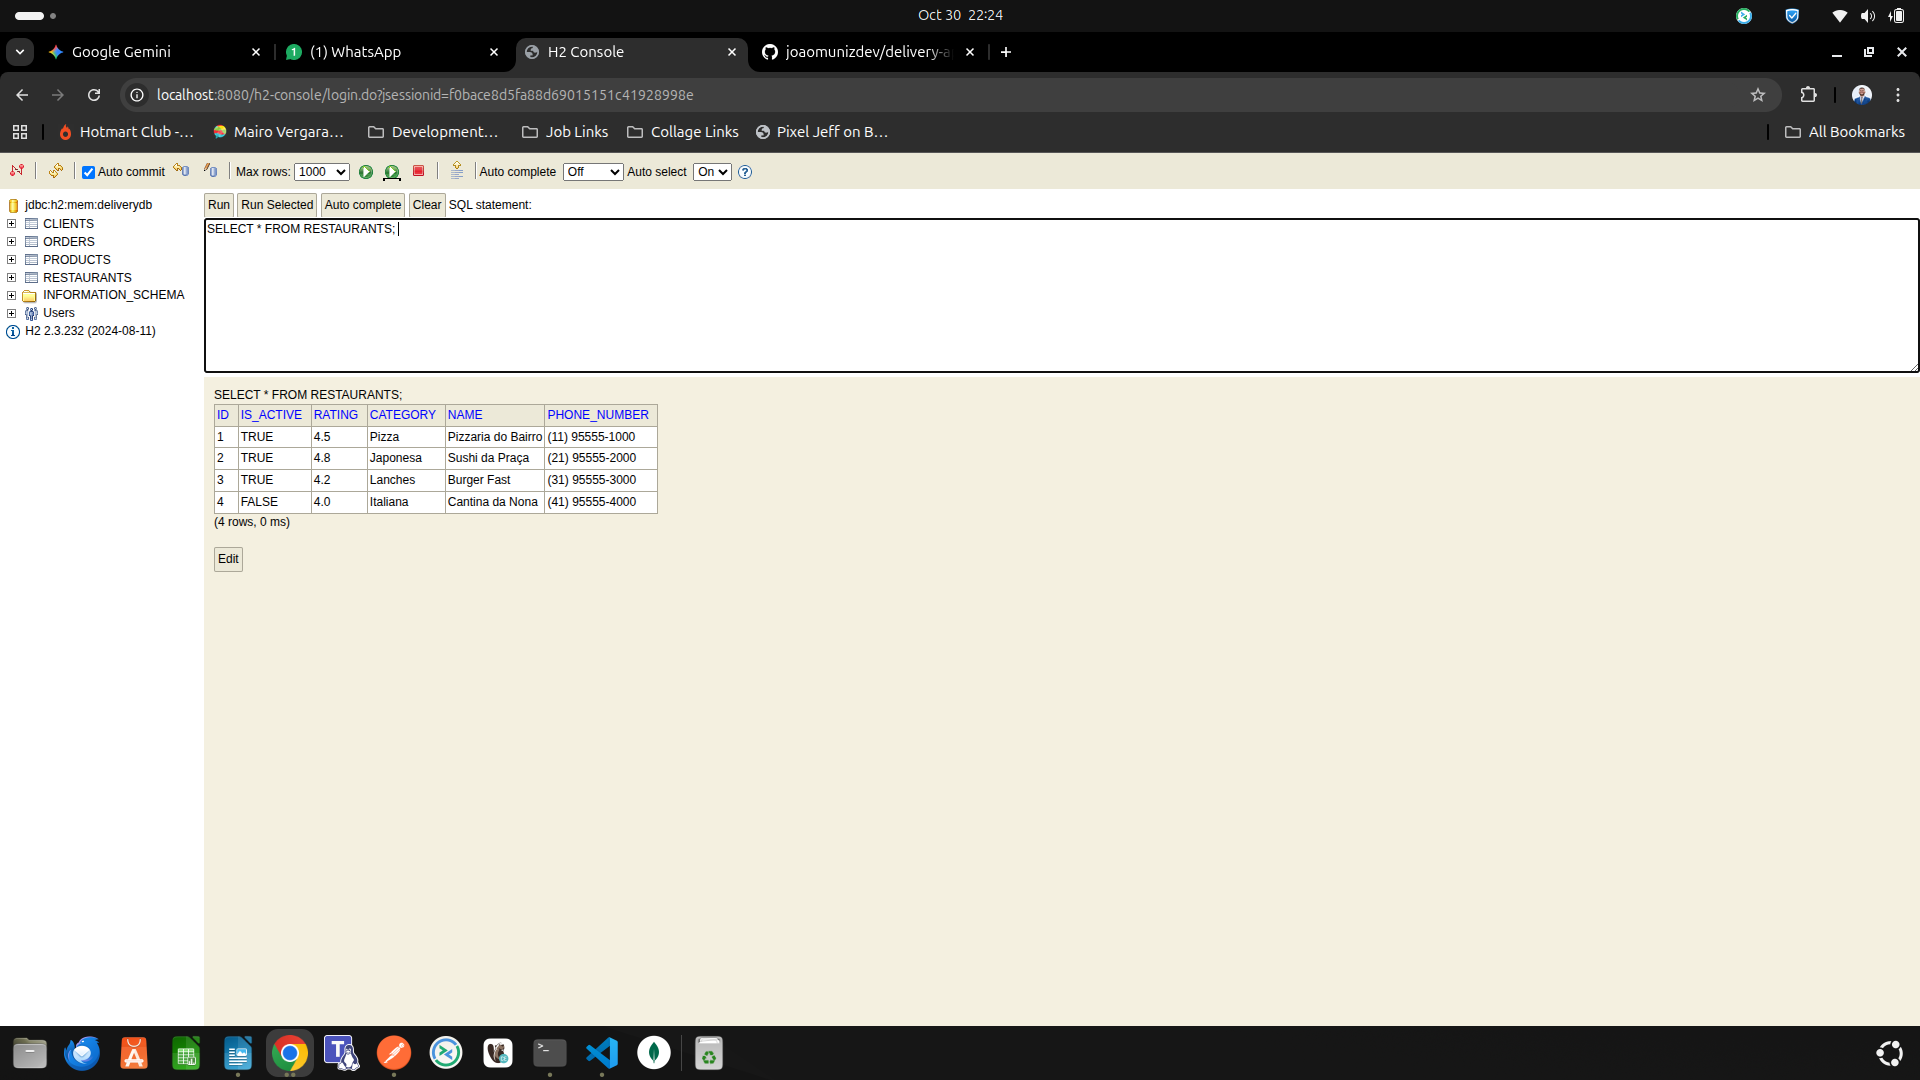 Oct 30 22:24
Google Gemini
1 (1) WhatsApp
H2 Console
joaomunizdev/delivery-a
localhost:8080/h2-console/login.do?jsessionid=f0bace8d5fa88d69015151c41928998e
Hotmart Club -... Mairo Vergara... Development... Job Links Collage Links Pixel Jeff on B... All Bookmarks
Auto commit Max rows: 1000 Auto complete Off Auto select On ?
jdbc:h2:mem:deliverydb
CLIENTS
ORDERS
PRODUCTS
RESTAURANTS
INFORMATION_SCHEMA
Users
H2 2.3.232 (2024-08-11)
Run Run Selected Auto complete Clear SQL statement:
SELECT * FROM RESTAURANTS;
SELECT * FROM RESTAURANTS;
ID IS_ACTIVE RATING CATEGORY NAME PHONE_NUMBER
1 TRUE 4.5 Pizza Pizzaria do Bairro (11) 95555-1000
2 TRUE 4.8 Japonesa Sushi da Praça (21) 95555-2000
3 TRUE 4.2 Lanches Burger Fast (31) 95555-3000
4 FALSE 4.0 Italiana Cantina da Nona (41) 95555-4000
(4 rows, 0 ms)
Edit